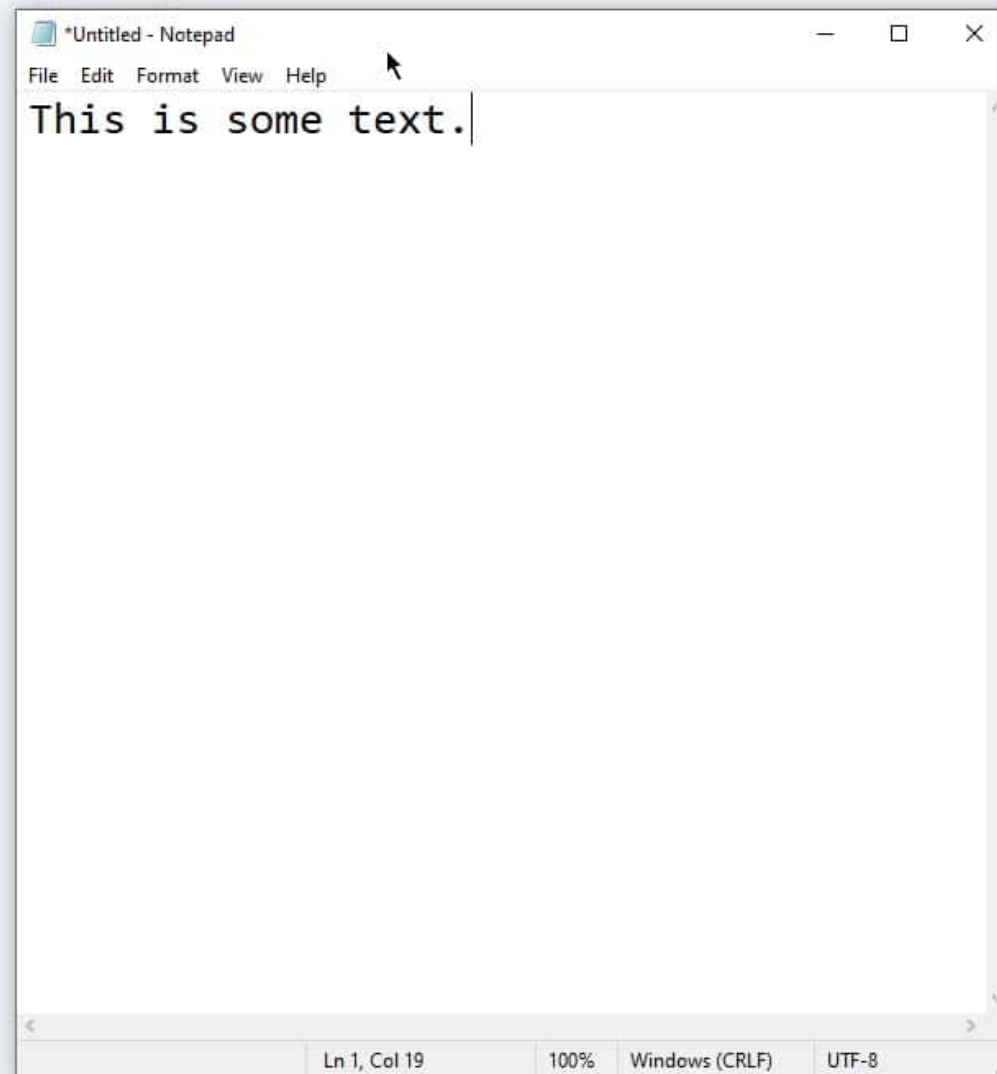 *Untitled - Notepad
File Edit Format View Help
This is some text.
Ln 1, Col 19 100% Windows (CRLF) UTF-8